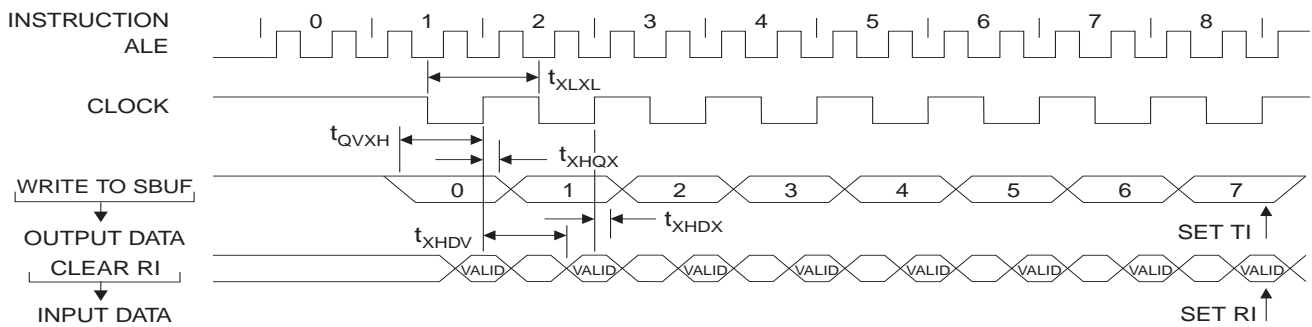 INSTRUCTION 0 1 2 3 4 5 6 7 8
ALE
tXLXL
CLOCK
tQVXH
tXHQX
WRITE TO SBUF 0 1 2 3 4 5 6 7
tXHDV tXHDX
OUTPUT DATA SET TI
CLEAR RI VALID VALID VALID VALID VALID VALID VALID VALID
INPUT DATA SET RI